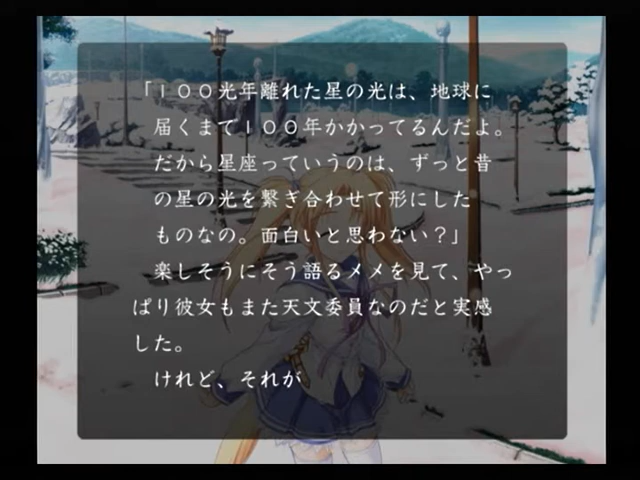 「１００光年離れた星の光は、地球に
届くまで１００年かかってるんだよ。
だから星座っていうのは、ずっと昔
の星の光を繋ぎ合わせて形にした
ものなの。面白いと思わない？」
楽しそうにそう語るメメを見て、やっ
ぱり彼女もまた天文委員なのだと実感
した。
けれど、それが